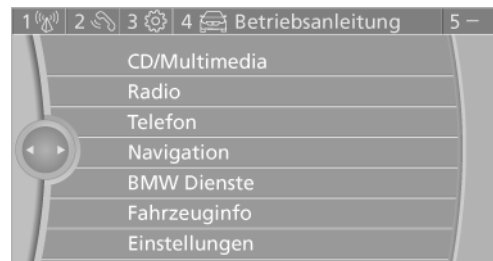 1 2 3 4 Betriebsanleitung 5 –
CD/Multimedia
Radio
Telefon
Navigation
BMW Dienste
Fahrzeuginfo
Einstellungen